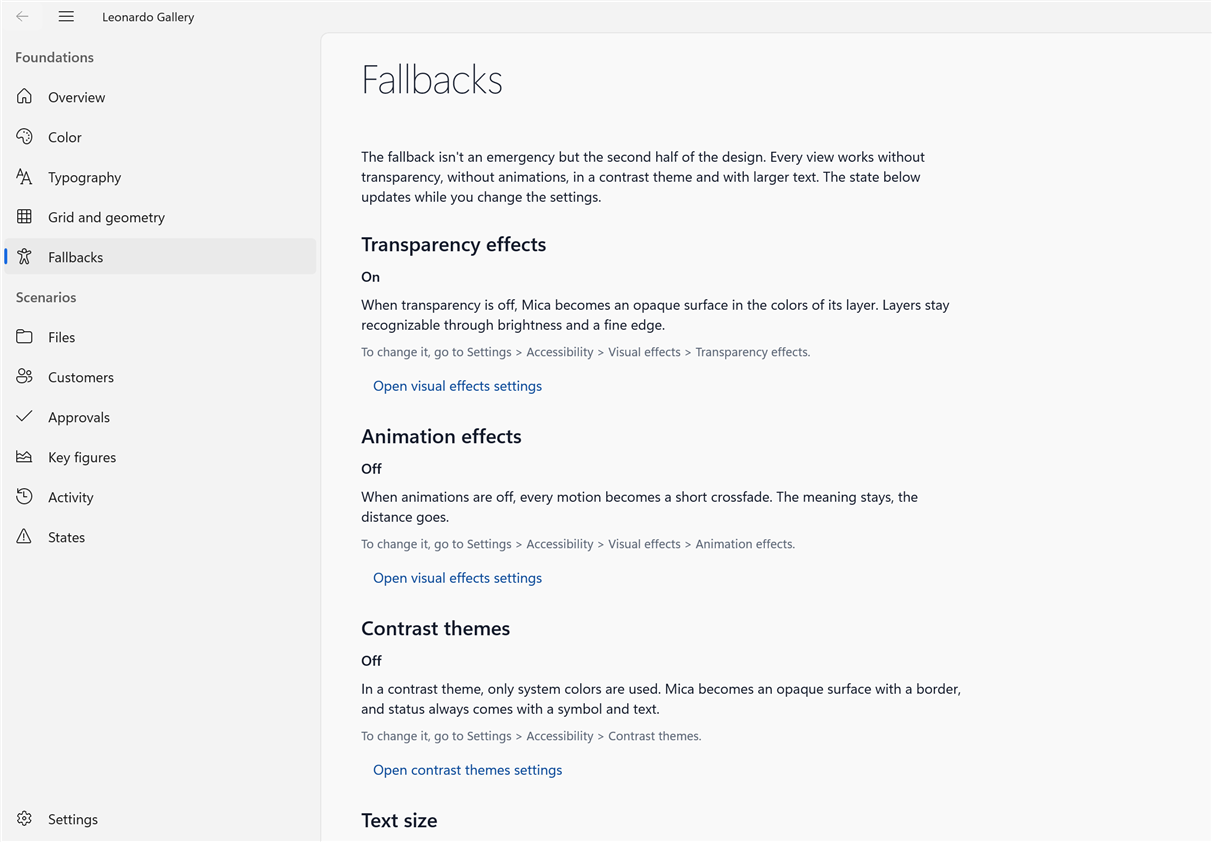 Leonardo Gallery
Foundations
Overview
Color
Typography
Grid and geometry
Fallbacks
Scenarios
Files
Customers
Approvals
Key figures
Activity
States
Settings
Fallbacks
The fallback isn't an emergency but the second half of the design. Every view works without
transparency, without animations, in a contrast theme and with larger text. The state below
updates while you change the settings.
Transparency effects
On
When transparency is off, Mica becomes an opaque surface in the colors of its layer. Layers stay
recognizable through brightness and a fine edge.
To change it, go to Settings > Accessibility > Visual effects > Transparency effects.
Open visual effects settings
Animation effects
Off
When animations are off, every motion becomes a short crossfade. The meaning stays, the
distance goes.
To change it, go to Settings > Accessibility > Visual effects > Animation effects.
Open visual effects settings
Contrast themes
Off
In a contrast theme, only system colors are used. Mica becomes an opaque surface with a border,
and status always comes with a symbol and text.
To change it, go to Settings > Accessibility > Contrast themes.
Open contrast themes settings
Text size